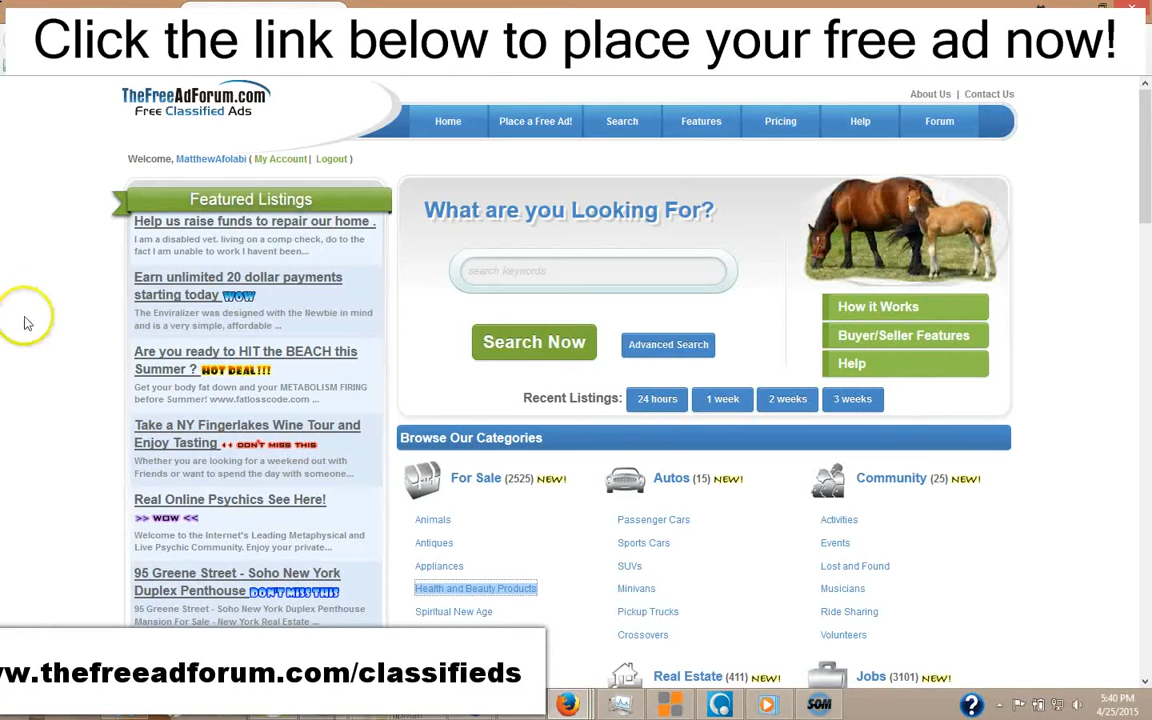 Click the link below to place your free ad now!
TheFreeAdForum.com
Free Classified Ads
About Us | Contact Us
Home
Place a Free Ad!
Search
Features
Pricing
Help
Forum
Welcome, MatthewAfolabi ( My Account | Logout )
Featured Listings
Help us raise funds to repair our home .
I am a disabled vet. living on a comp check, do to the
fact I am unable to work I havent been...
Earn unlimited 20 dollar payments
starting today WOW
The Enviralizer was designed with the Newbie in mind
and is a very simple, affordable ...
Are you ready to HIT the BEACH this
Summer ? HOT DEAL!!!
Get your body fat down and your METABOLISM FIRING
before Summer! www.fatlosscode.com ...
Take a NY Fingerlakes Wine Tour and
Enjoy Tasting DON'T MISS THIS
Whether you are looking for a weekend out with
Friends or want to spend the day with someone...
Real Online Psychics See Here!
>> WOW <<
Welcome to the Internet's Leading Metaphysical and
Live Psychic Community. Enjoy your private...
95 Greene Street - Soho New York
Duplex Penthouse DON'T MISS THIS
95 Greene Street - Soho New York Duplex Penthouse
Mansion For Sale - New York Real Estate ...
What are you Looking For?
search keywords
Search Now
Advanced Search
How it Works
Buyer/Seller Features
Help
Recent Listings: 24 hours 1 week 2 weeks 3 weeks
Browse Our Categories
For Sale (2525) NEW!
Animals
Antiques
Appliances
Health and Beauty Products
Spiritual New Age
Autos (15) NEW!
Passenger Cars
Sports Cars
SUVs
Minivans
Pickup Trucks
Crossovers
Community (25) NEW!
Activities
Events
Lost and Found
Musicians
Ride Sharing
Volunteers
Real Estate (411) NEW!
Jobs (3101) NEW!
w.thefreeadforum.com/classifieds
SOM
5:40 PM
4/25/2015